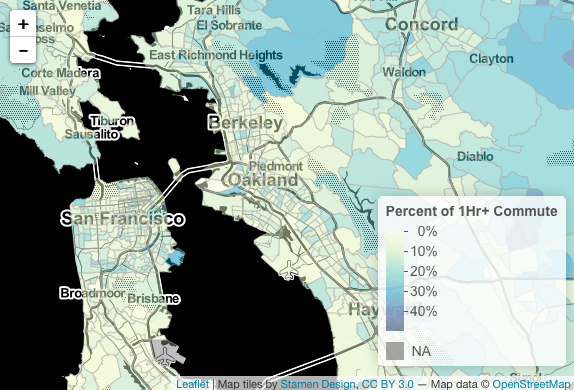 Santa Venetia
San Anselmo
Ross
Tara Hills
El Sobrante
Concord
+
−
East Richmond Heights
Clayton
Corte Madera
Waldon
Mill Valley
Tiburon
Berkeley
Sausalito
Diablo
Piedmont
Oakland
San Francisco
Percent of 1Hr+ Commute
0%
10%
20%
30%
40%
NA
Broadmoor
Brisbane
Leaflet | Map tiles by Stamen Design, CC BY 3.0 — Map data © OpenStreetMap